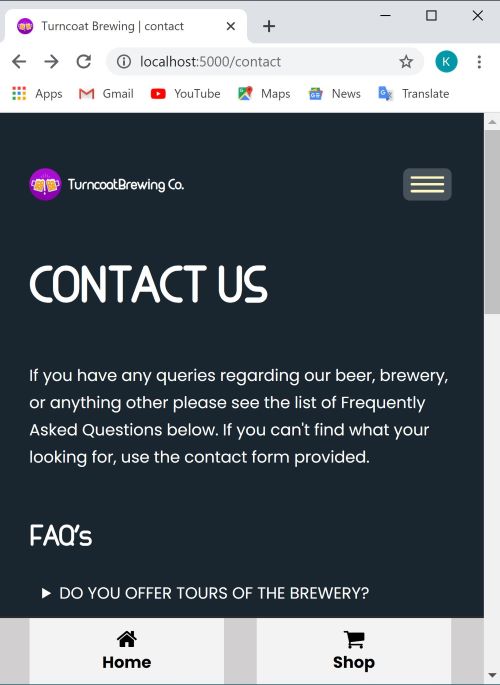 Turncoat Brewing | contact
localhost:5000/contact
K
Apps
Gmail
YouTube
Maps
News
Translate
TurncoatBrewing Co.
CONTACT US
If you have any queries regarding our beer, brewery,
or anything other please see the list of Frequently
Asked Questions below. If you can't find what your
looking for, use the contact form provided.
FAQ's
DO YOU OFFER TOURS OF THE BREWERY?
Home
Shop